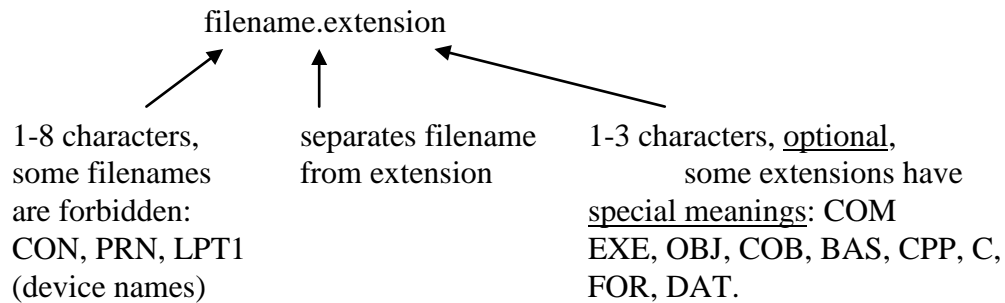 filename.extension
1-8 characters,
some filenames
are forbidden:
CON, PRN, LPT1
(device names)
separates filename
from extension
1-3 characters, optional,
some extensions have
special meanings: COM
EXE, OBJ, COB, BAS, CPP, C,
FOR, DAT.